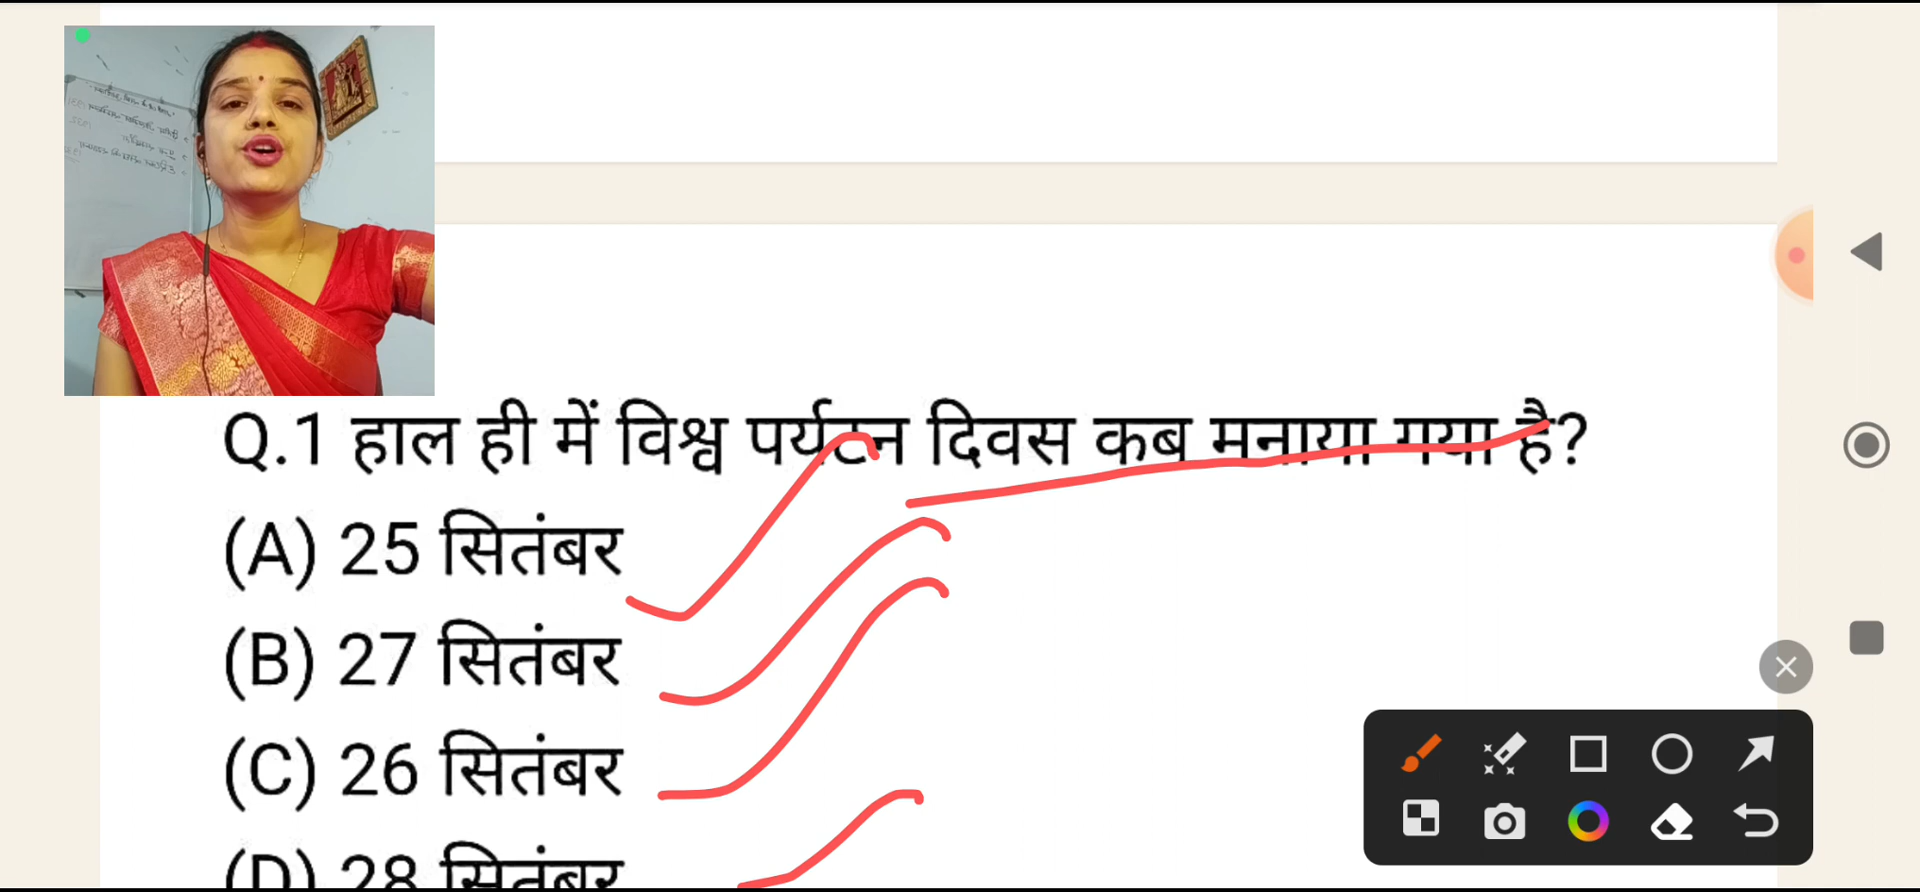 Q.1 हाल ही में विश्व पर्यटन दिवस कब मनाया गया है?
(A) 25 सितंबर
(B) 27 सितंबर
(C) 26 सितंबर
(D) 28 सितंबर